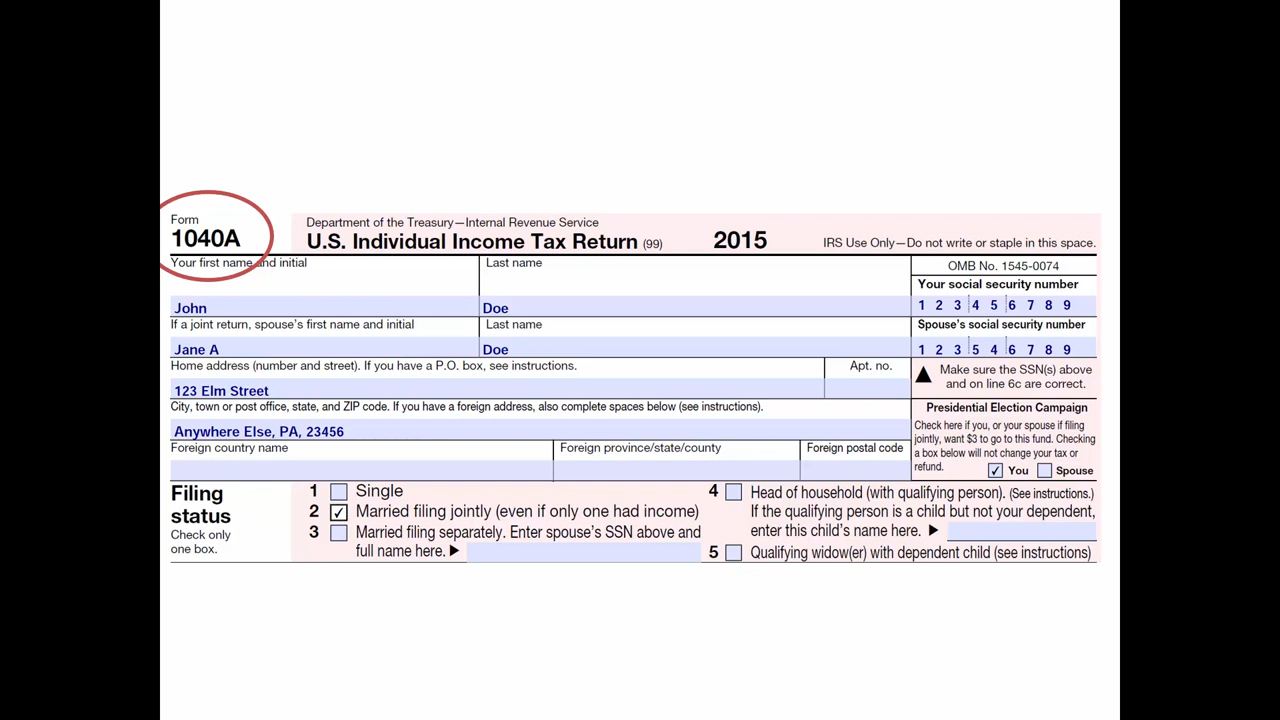 Form
1040A
Department of the Treasury—Internal Revenue Service
U.S. Individual Income Tax Return (99) 2015 IRS Use Only—Do not write or staple in this space.
Your first name and initial Last name OMB No. 1545-0074
Your social security number
John Doe 1 2 3 4 5 6 7 8 9
If a joint return, spouse's first name and initial Last name Spouse's social security number
Jane A Doe 1 2 3 5 4 6 7 8 9
Home address (number and street). If you have a P.O. box, see instructions. Apt. no.
▲ Make sure the SSN(s) above
and on line 6c are correct.
123 Elm Street
City, town or post office, state, and ZIP code. If you have a foreign address, also complete spaces below (see instructions).
Anywhere Else, PA, 23456
Foreign country name Foreign province/state/county Foreign postal code
Presidential Election Campaign
Check here if you, or your spouse if filing
jointly, want $3 to go to this fund. Checking
a box below will not change your tax or
refund. ✓ You Spouse
Filing
status
Check only
one box.
1 Single
2 ✓ Married filing jointly (even if only one had income)
3 Married filing separately. Enter spouse's SSN above and
full name here. ▶
4 Head of household (with qualifying person). (See instructions.)
If the qualifying person is a child but not your dependent,
enter this child's name here. ▶
5 Qualifying widow(er) with dependent child (see instructions)